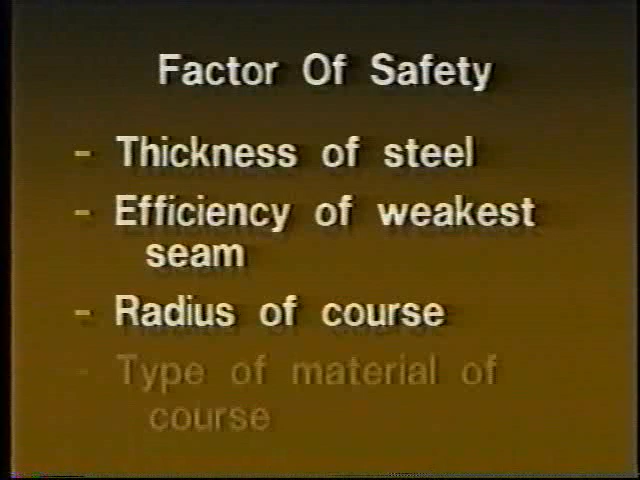 Factor Of Safety
- Thickness of steel
- Efficiency of weakest
seam
- Radius of course
- Type of material of
course